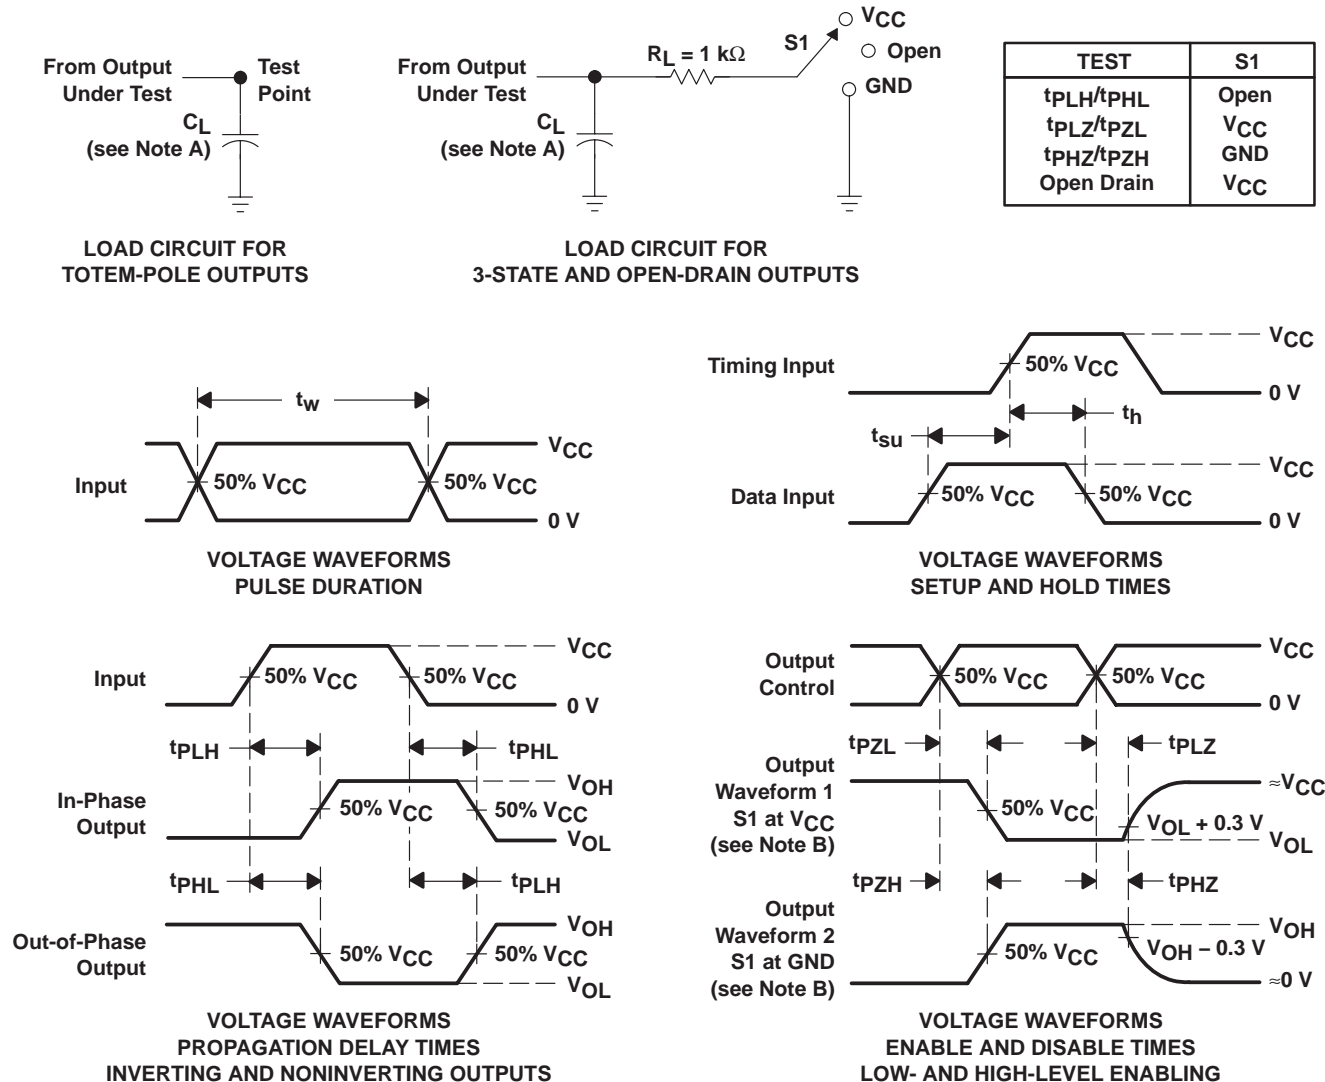 From Output
Under Test
Test
Point
CL
(see Note A)
LOAD CIRCUIT FOR
TOTEM-POLE OUTPUTS
From Output
Under Test
RL = 1 kΩ
S1
VCC
Open
GND
CL
(see Note A)
LOAD CIRCUIT FOR
3-STATE AND OPEN-DRAIN OUTPUTS
TEST S1
tPLH/tPHL Open
tPLZ/tPZL VCC
tPHZ/tPZH GND
Open Drain VCC
tw
Input
50% VCC
50% VCC
VCC
0 V
VOLTAGE WAVEFORMS
PULSE DURATION
Timing Input
50% VCC
VCC
0 V
tsu
th
Data Input
50% VCC
50% VCC
VCC
0 V
VOLTAGE WAVEFORMS
SETUP AND HOLD TIMES
Input
50% VCC
50% VCC
VCC
0 V
tPLH
tPHL
In-Phase
Output
50% VCC
50% VCC
VOH
VOL
tPHL
tPLH
Out-of-Phase
Output
50% VCC
50% VCC
VOH
VOL
VOLTAGE WAVEFORMS
PROPAGATION DELAY TIMES
INVERTING AND NONINVERTING OUTPUTS
Output
Control
50% VCC
50% VCC
VCC
0 V
tPZL
tPLZ
Output
Waveform 1
S1 at VCC
(see Note B)
50% VCC
≈VCC
VOL + 0.3 V
VOL
tPZH
tPHZ
Output
Waveform 2
S1 at GND
(see Note B)
50% VCC
VOH
VOH − 0.3 V
≈0 V
VOLTAGE WAVEFORMS
ENABLE AND DISABLE TIMES
LOW- AND HIGH-LEVEL ENABLING